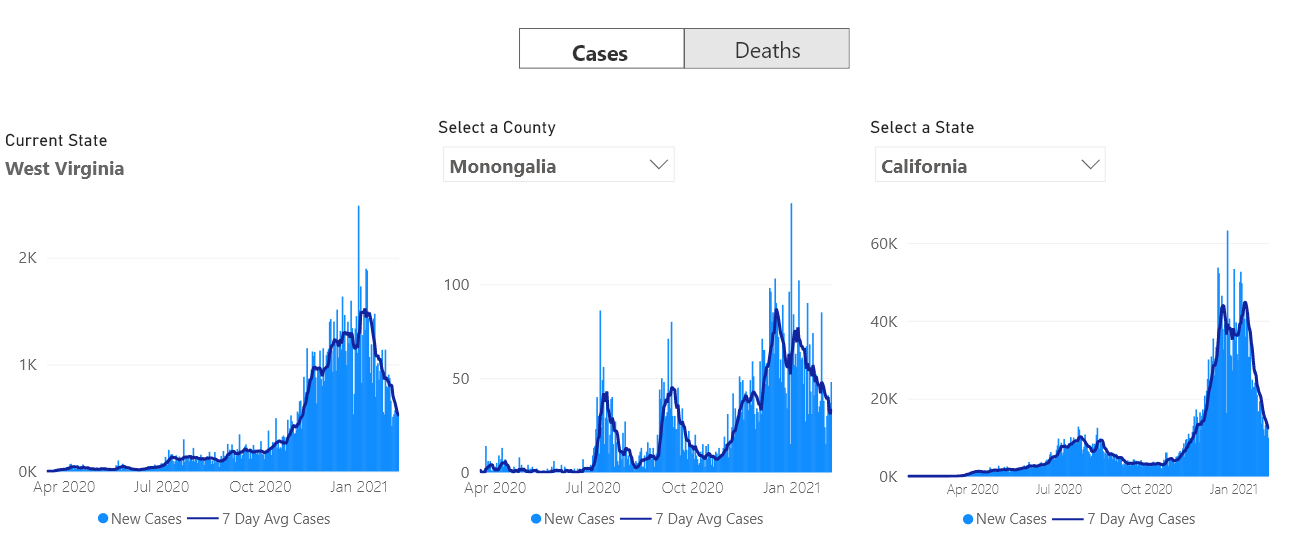 Cases
Deaths
Current State
West Virginia
2K
1K
0K
Apr 2020
Jul 2020
Oct 2020
Jan 2021
New Cases
7 Day Avg Cases
Select a County
Monongalia
100
50
0
Apr 2020
Jul 2020
Oct 2020
Jan 2021
New Cases
7 Day Avg Cases
Select a State
California
60K
40K
20K
0K
Apr 2020
Jul 2020
Oct 2020
Jan 2021
New Cases
7 Day Avg Cases